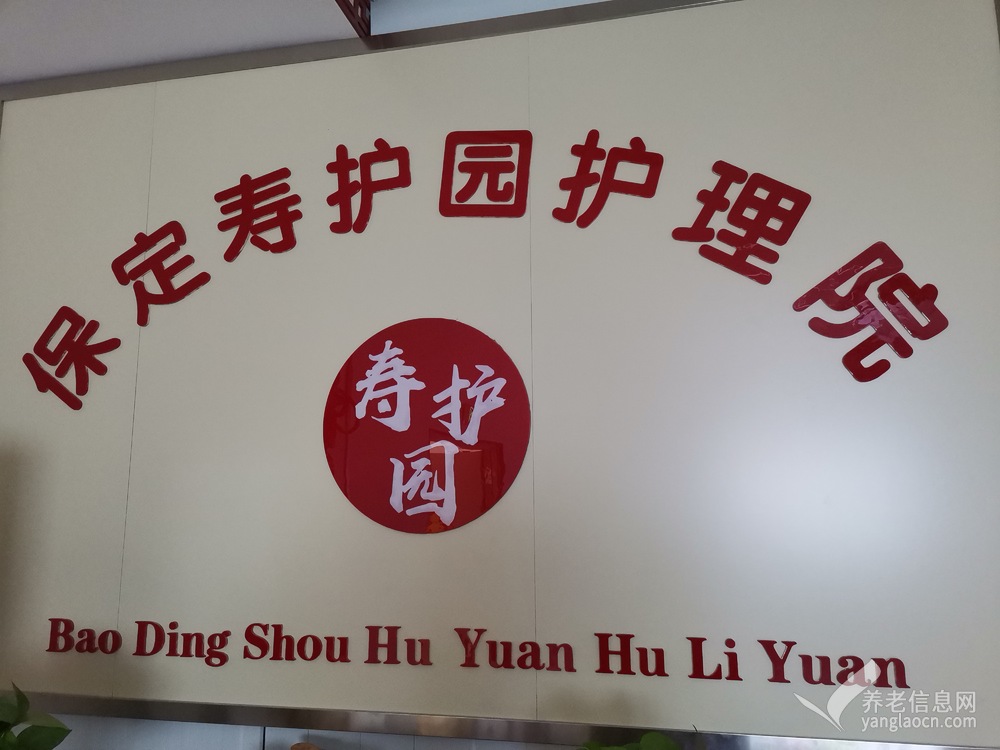 保定寿护园护理院
寿护
园
Bao Ding Shou Hu Yuan Hu Li Yuan
养老信息网
yanglaocn.com